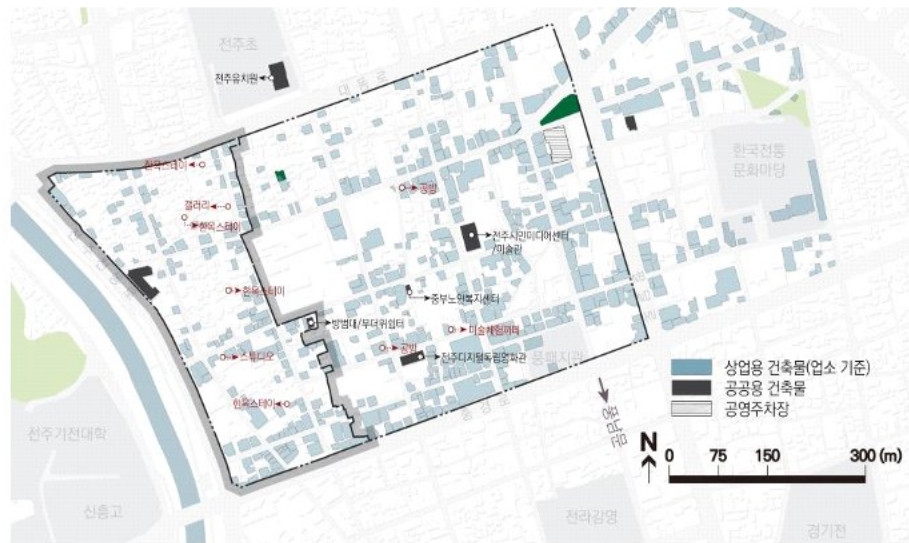 전주초
전주유치원
대동로
한국전통
문화마당
한옥스테이
갤러리
한옥스테이
공방
전주시민미디어센터
/미술관
한옥스테이
중부노인복지센터
방범대/무더위쉼터
미술체험카페
스튜디오
공방
전주디지털독립영화관
풍패지관
한옥스테이
충경로
풍남문
상업용 건축물(업소 기준)
공공용 건축물
공영주차장
N
0 75 150 300 (m)
전주기전대학
신흥고
전라감영
경기전